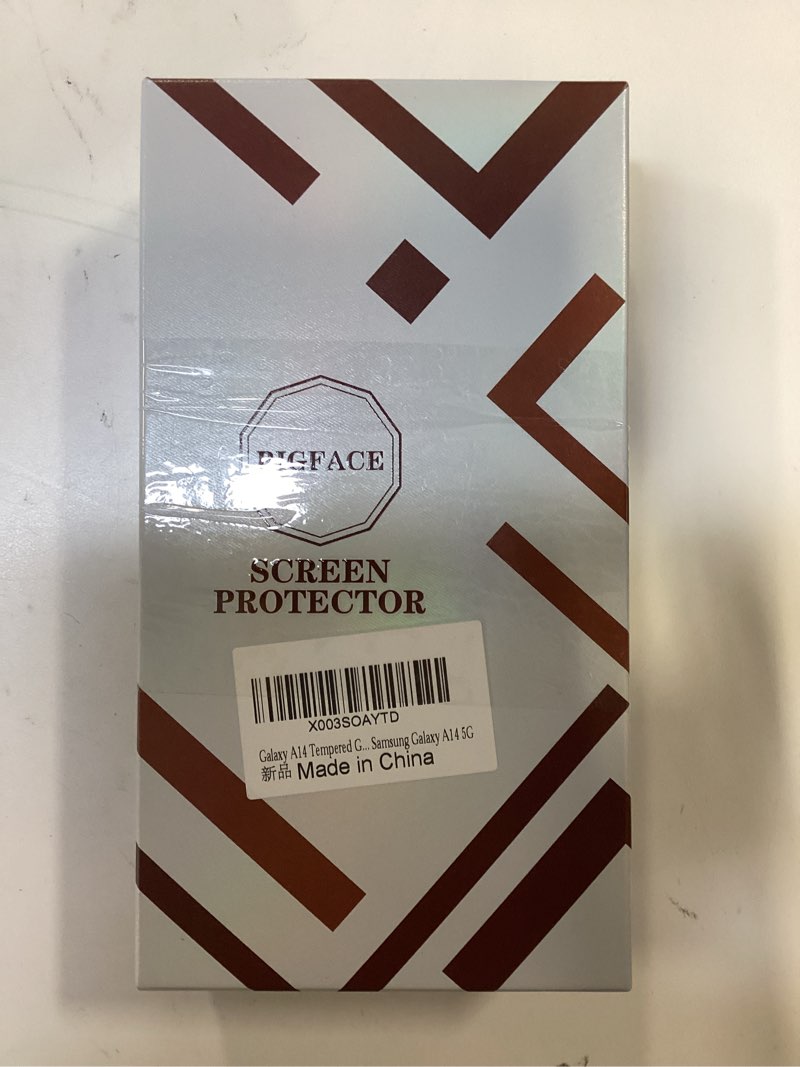 BIGFACE
SCREEN
PROTECTOR
X003SOAYTD
Galaxy A14 Tempered G... Samsung Galaxy A14 5G
新品 Made in China